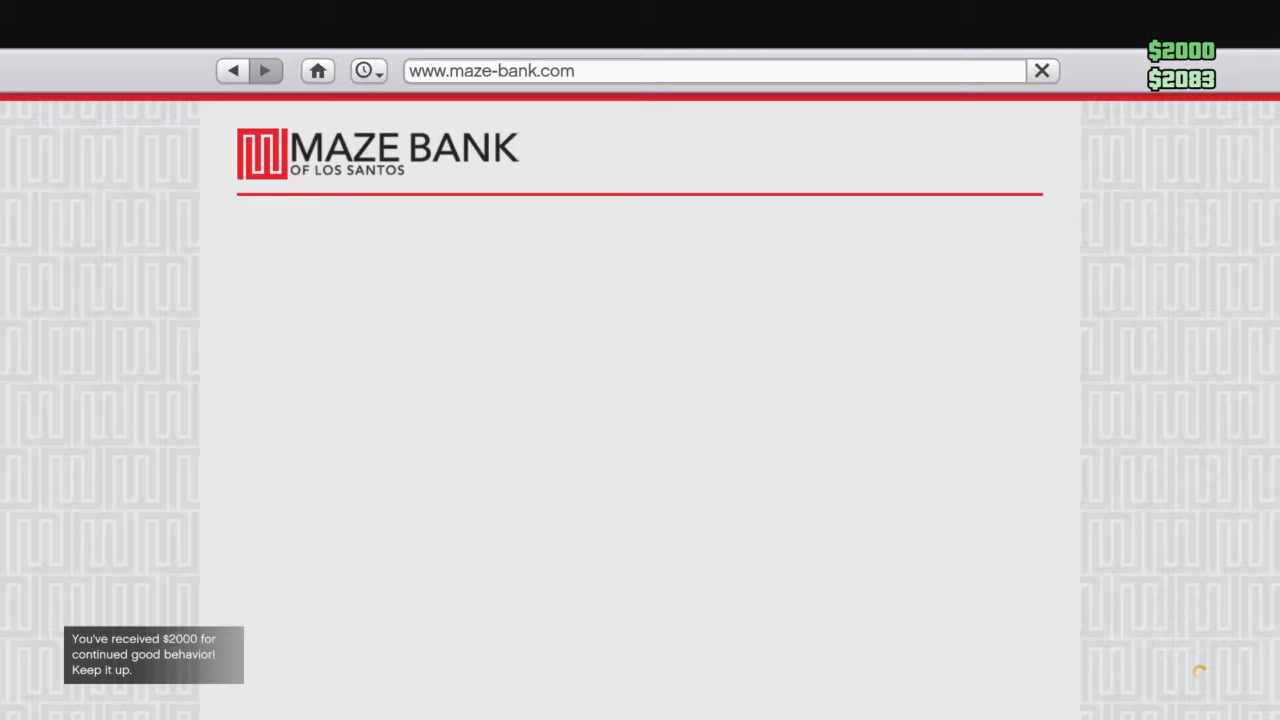 www.maze-bank.com
$2000
$2083
MAZE BANK
OF LOS SANTOS
You've received $2000 for
continued good behavior!
Keep it up.